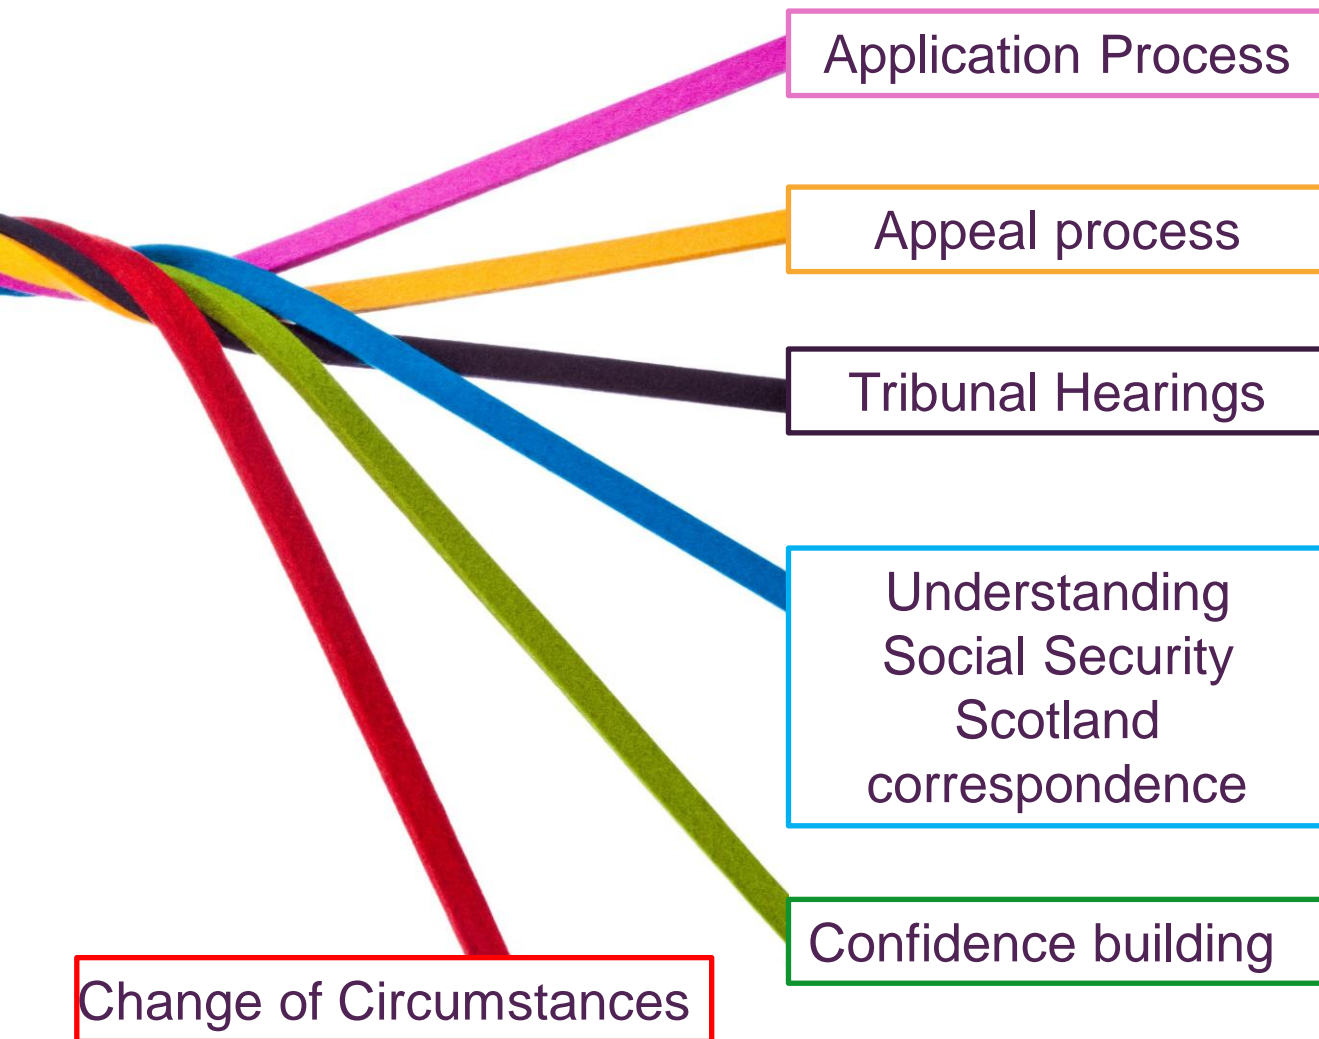 Application Process
Appeal process
Tribunal Hearings
Understanding
Social Security
Scotland
correspondence
Confidence building
Change of Circumstances